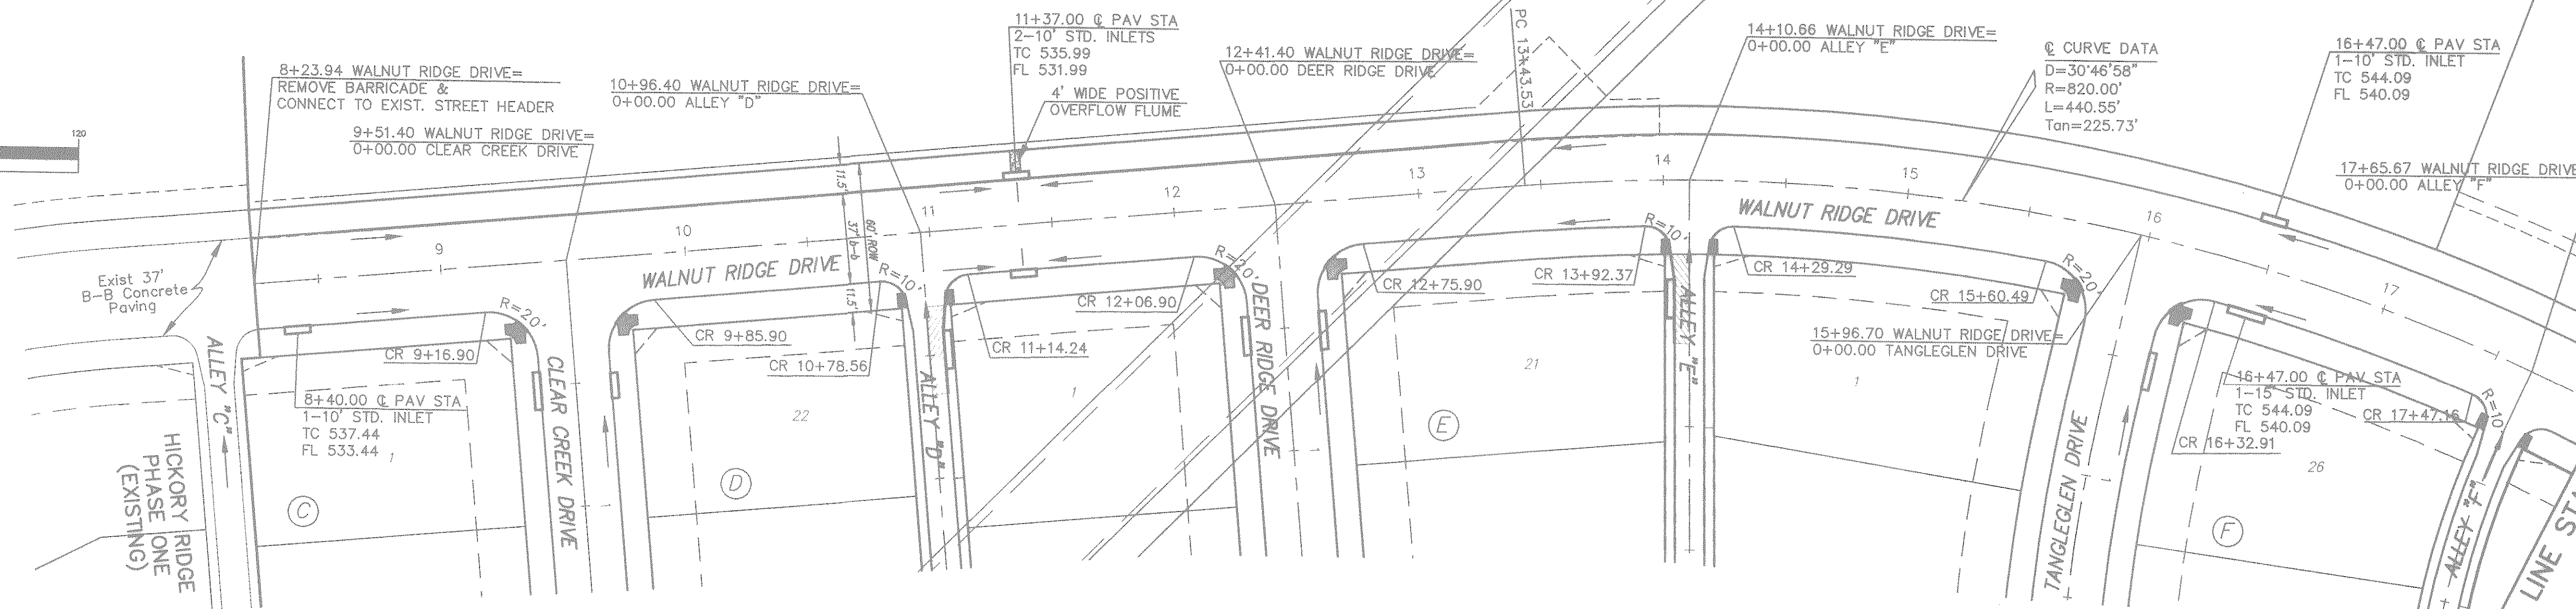 120
8+23.94 WALNUT RIDGE DRIVE=
REMOVE BARRICADE &
CONNECT TO EXIST. STREET HEADER
9+51.40 WALNUT RIDGE DRIVE=
0+00.00 CLEAR CREEK DRIVE
10+96.40 WALNUT RIDGE DRIVE=
0+00.00 ALLEY "D"
11+37.00 ℄ PAV STA
2-10' STD. INLETS
TC 535.99
FL 531.99
4' WIDE POSITIVE
OVERFLOW FLUME
12+41.40 WALNUT RIDGE DRIVE=
0+00.00 DEER RIDGE DRIVE
PC 13+43.53
14+10.66 WALNUT RIDGE DRIVE=
0+00.00 ALLEY "E"
℄ CURVE DATA
D=30°46'58"
R=820.00'
L=440.55'
Tan=225.73'
16+47.00 ℄ PAV STA
1-10' STD. INLET
TC 544.09
FL 540.09
17+65.67 WALNUT RIDGE DRIVE
0+00.00 ALLEY "F"
9
10
11
12
13
14
15
16
17
11.5'
37' b-b
60' ROW
11.5'
Exist 37'
B-B Concrete
Paving
WALNUT RIDGE DRIVE
WALNUT RIDGE DRIVE
R=20'
R=10'
R=20'
R=10'
R=20'
R=10'
CR 9+16.90
CR 9+85.90
CR 10+78.56
CR 11+14.24
CR 12+06.90
CR 12+75.90
CR 13+92.37
CR 14+29.29
CR 15+60.49
15+96.70 WALNUT RIDGE DRIVE=
0+00.00 TANGLEGLEN DRIVE
16+47.00 ℄ PAV STA
1-15' STD. INLET
TC 544.09
FL 540.09
CR 17+47.16
CR 16+32.91
8+40.00 ℄ PAV STA
1-10' STD. INLET
TC 537.44
FL 533.44
1
22
1
21
1
26
C
D
E
F
ALLEY "C"
CLEAR CREEK DRIVE
ALLEY "D"
DEER RIDGE DRIVE
ALLEY "E"
TANGLEGLEN DRIVE
ALLEY "F"
HICKORY RIDGE
PHASE ONE
(EXISTING)
LINE